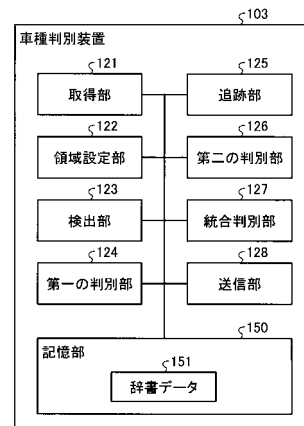 103
車種判別装置
121
取得部
125
追跡部
122
領域設定部
126
第二の判別部
123
検出部
127
統合判別部
124
第一の判別部
128
送信部
150
記憶部
151
辞書データ